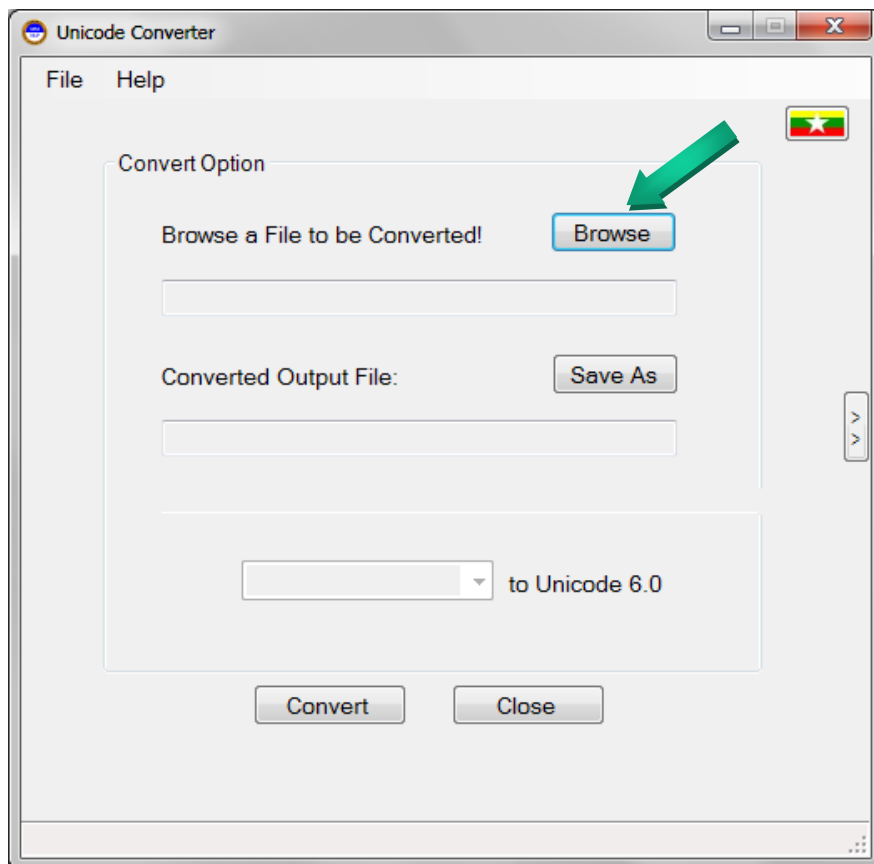 Unicode Converter
File Help
Convert Option
Browse a File to be Converted! Browse
Converted Output File: Save As
>
>
to Unicode 6.0
Convert Close